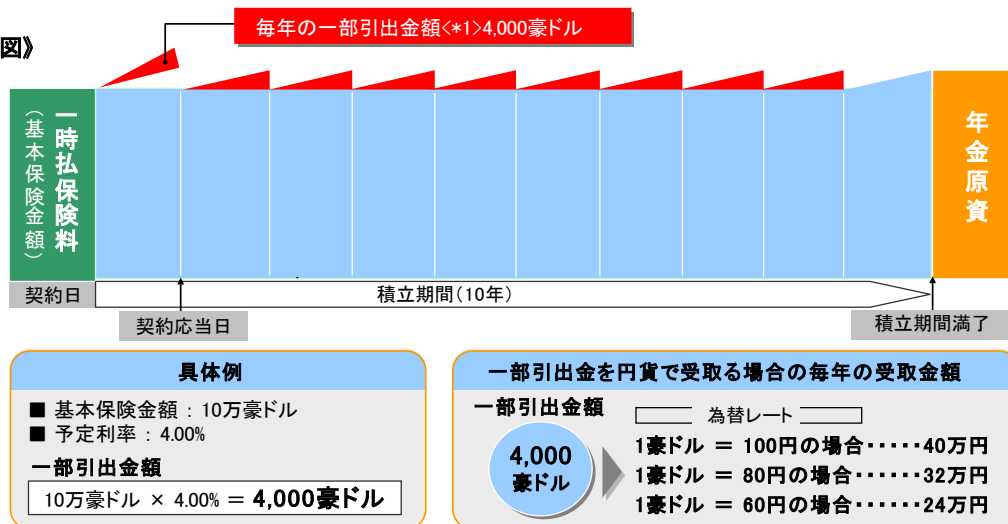 毎年の一部引出金額<*1>4,000豪ドル
図》
一時払保険料
（基本保険金額）
年金原資
契約日
積立期間（10年）
契約応当日
積立期間満了
具体例
■ 基本保険金額 : 10万豪ドル
■ 予定利率 : 4.00%
一部引出金額
10万豪ドル × 4.00% = 4,000豪ドル
一部引出金を円貨で受取る場合の毎年の受取金額
一部引出金額
4,000
豪ドル
為替レート
1豪ドル = 100円の場合‥‥‥40万円
1豪ドル = 80円の場合‥‥‥32万円
1豪ドル = 60円の場合‥‥‥24万円